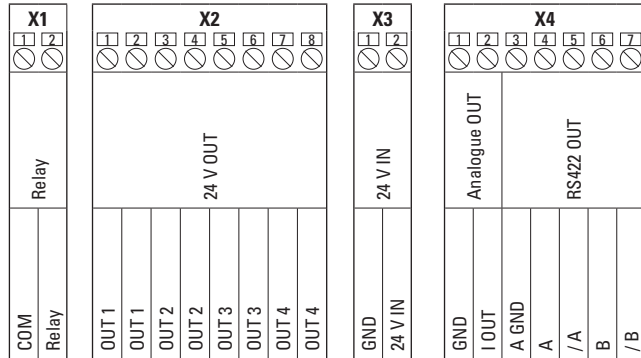 X1 X2 X3 X4
1 2 1 2 3 4 5 6 7 8 1 2 1 2 3 4 5 6 7
Relay 24 V OUT 24 V IN Analogue OUT RS422 OUT
COM Relay OUT 1 OUT 1 OUT 2 OUT 2 OUT 3 OUT 3 OUT 4 OUT 4 GND 24 V IN GND I OUT A GND A / A B / B